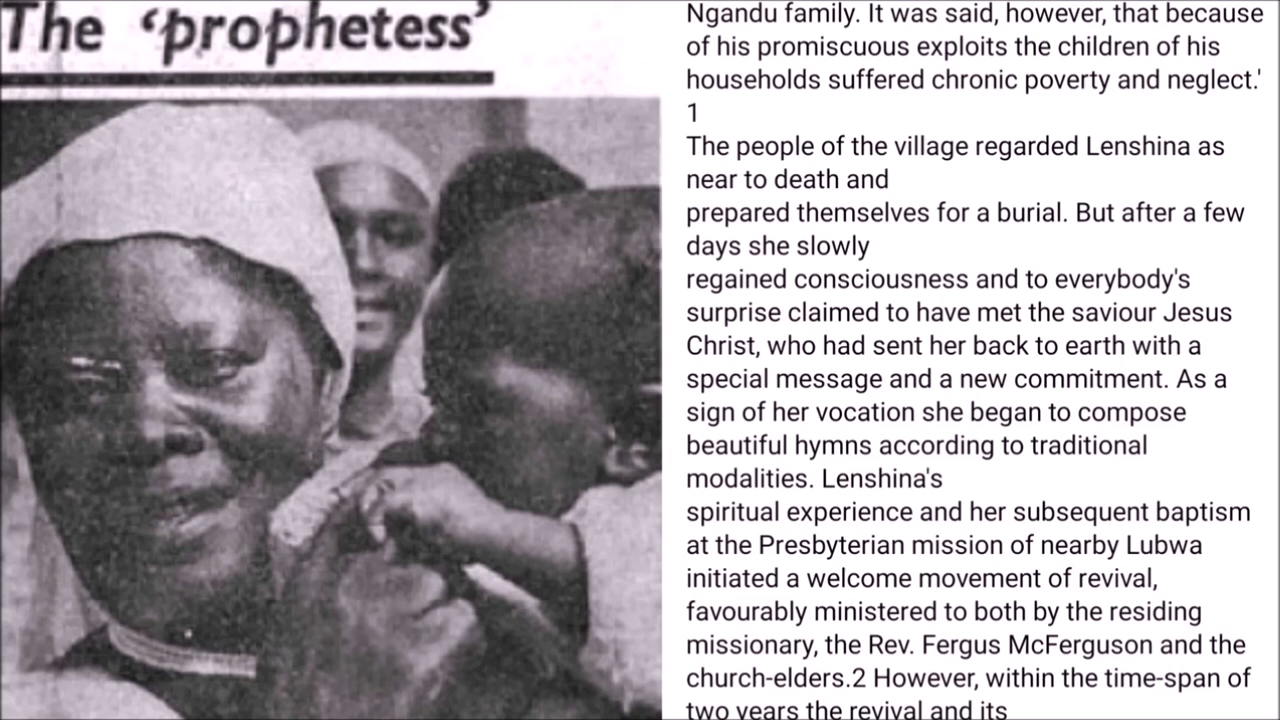 The ‘prophetess’
Ngandu family. It was said, however, that because
of his promiscuous exploits the children of his
households suffered chronic poverty and neglect.'
1
The people of the village regarded Lenshina as
near to death and
prepared themselves for a burial. But after a few
days she slowly
regained consciousness and to everybody's
surprise claimed to have met the saviour Jesus
Christ, who had sent her back to earth with a
special message and a new commitment. As a
sign of her vocation she began to compose
beautiful hymns according to traditional
modalities. Lenshina's
spiritual experience and her subsequent baptism
at the Presbyterian mission of nearby Lubwa
initiated a welcome movement of revival,
favourably ministered to both by the residing
missionary, the Rev. Fergus McFerguson and the
church-elders.2 However, within the time-span of
two years the revival and its